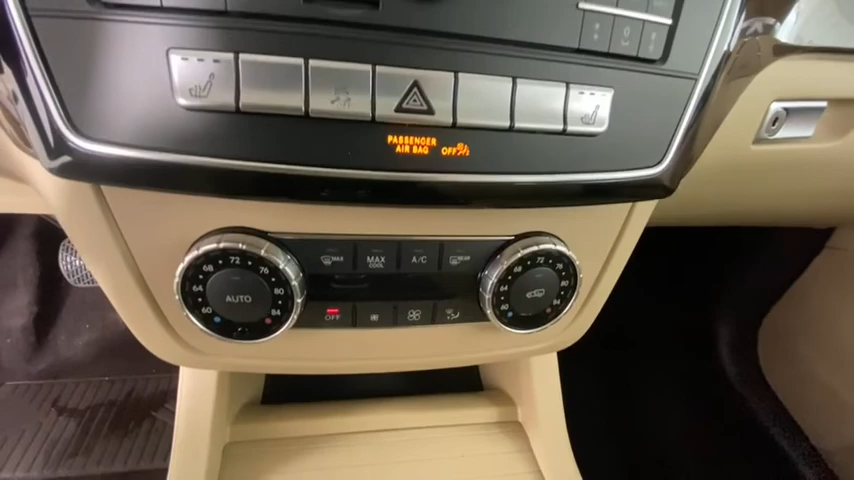 0
PASSENGER
AIR BAG OFF
60 64 68 72 76 80 84
AUTO
MAX
MAX COOL
A/C
REAR
OFF
60 64 68 72 76 80 84